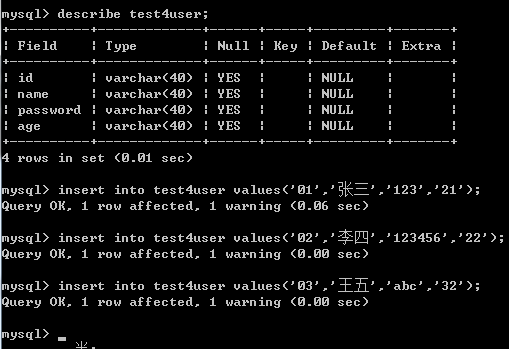 mysql> describe test4user;
+----------+-------------+------+-----+---------+-------+
| Field    | Type        | Null | Key | Default | Extra |
+----------+-------------+------+-----+---------+-------+
| id       | varchar(40) | YES  |     | NULL    |       |
| name     | varchar(40) | YES  |     | NULL    |       |
| password | varchar(40) | YES  |     | NULL    |       |
| age      | varchar(40) | YES  |     | NULL    |       |
+----------+-------------+------+-----+---------+-------+
4 rows in set (0.01 sec)
mysql> insert into test4user values('01','张三','123','21');
Query OK, 1 row affected, 1 warning (0.06 sec)
mysql> insert into test4user values('02','李四','123456','22');
Query OK, 1 row affected, 1 warning (0.00 sec)
mysql> insert into test4user values('03','王五','abc','32');
Query OK, 1 row affected, 1 warning (0.00 sec)
mysql> _